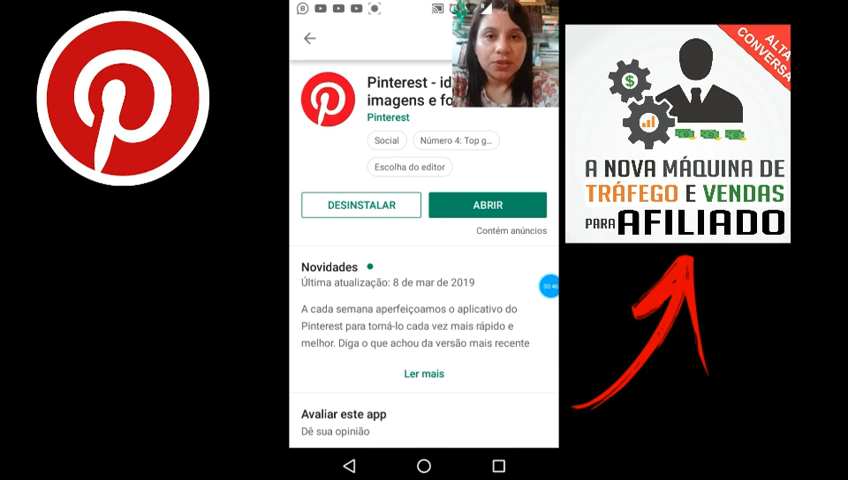 Pinterest - id
imagens e fo
Pinterest
Social
Número 4: Top g...
Escolha do editor
DESINSTALAR
ABRIR
Contém anúncios
Novidades
Última atualização: 8 de mar de 2019
00:46
A cada semana aperfeiçoamos o aplicativo do
Pinterest para torná-lo cada vez mais rápido e
melhor. Diga o que achou da versão mais recente
Ler mais
Avaliar este app
Dê sua opinião
ALTA
CONVERSÃ
A NOVA MÁQUINA DE
TRÁFEGO E VENDAS
PARA AFILIADO